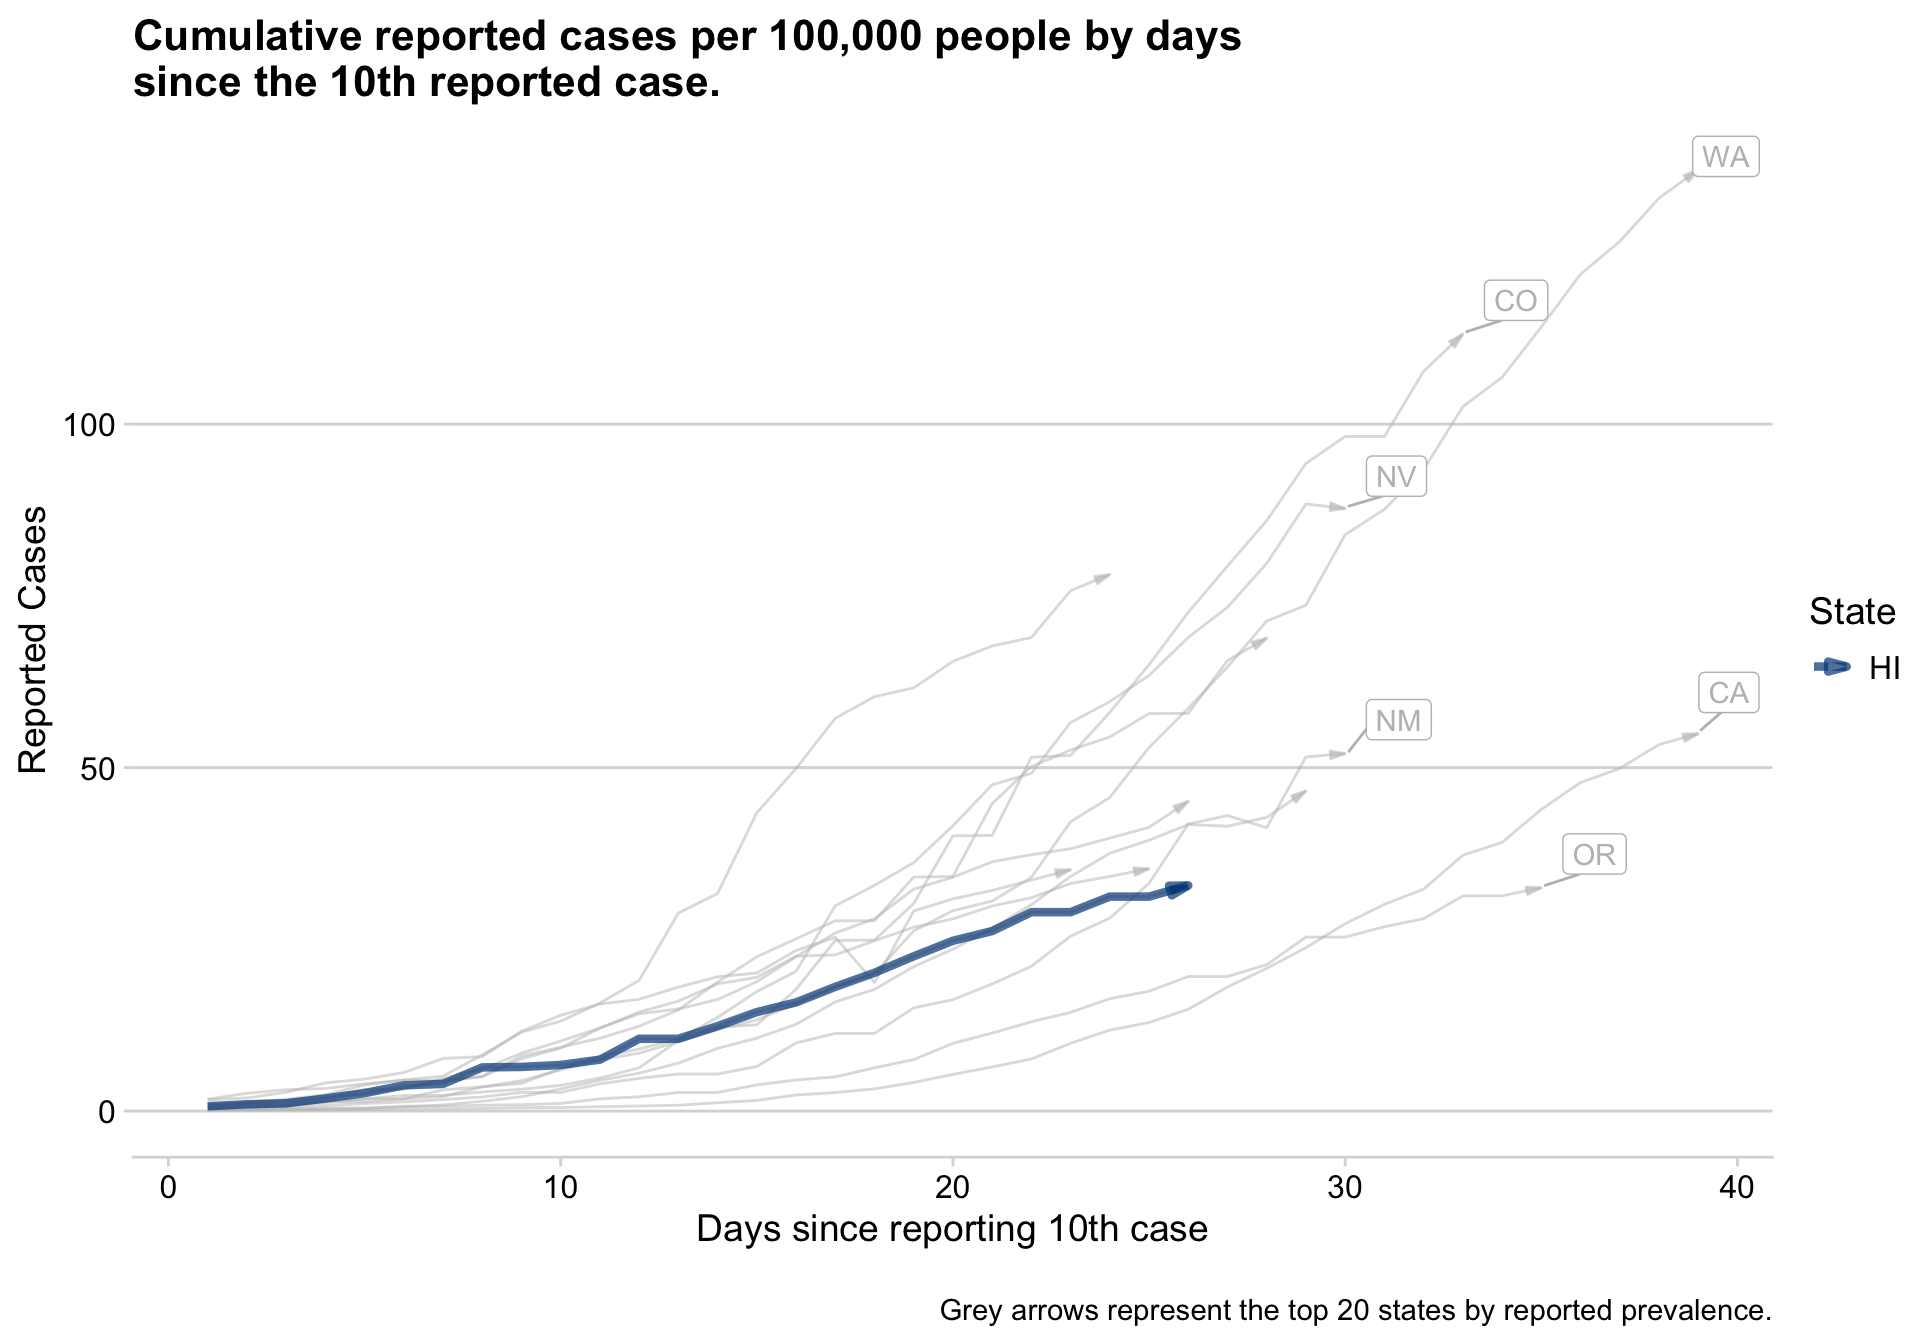 Cumulative reported cases per 100,000 people by days
since the 10th reported case.
WA
CO
100
NV
Reported Cases
State
HI
CA
NM
50
OR
0
0 10 20 30 40
Days since reporting 10th case
Grey arrows represent the top 20 states by reported prevalence.